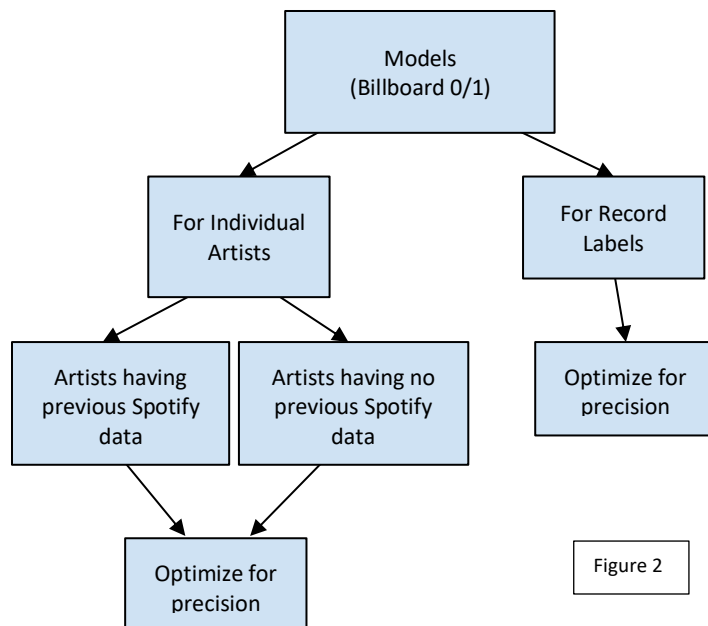 Models
(Billboard 0/1)
For Individual
Artists
For Record
Labels
Artists having
previous Spotify
data
Artists having no
previous Spotify
data
Optimize for
precision
Optimize for
precision
Figure 2